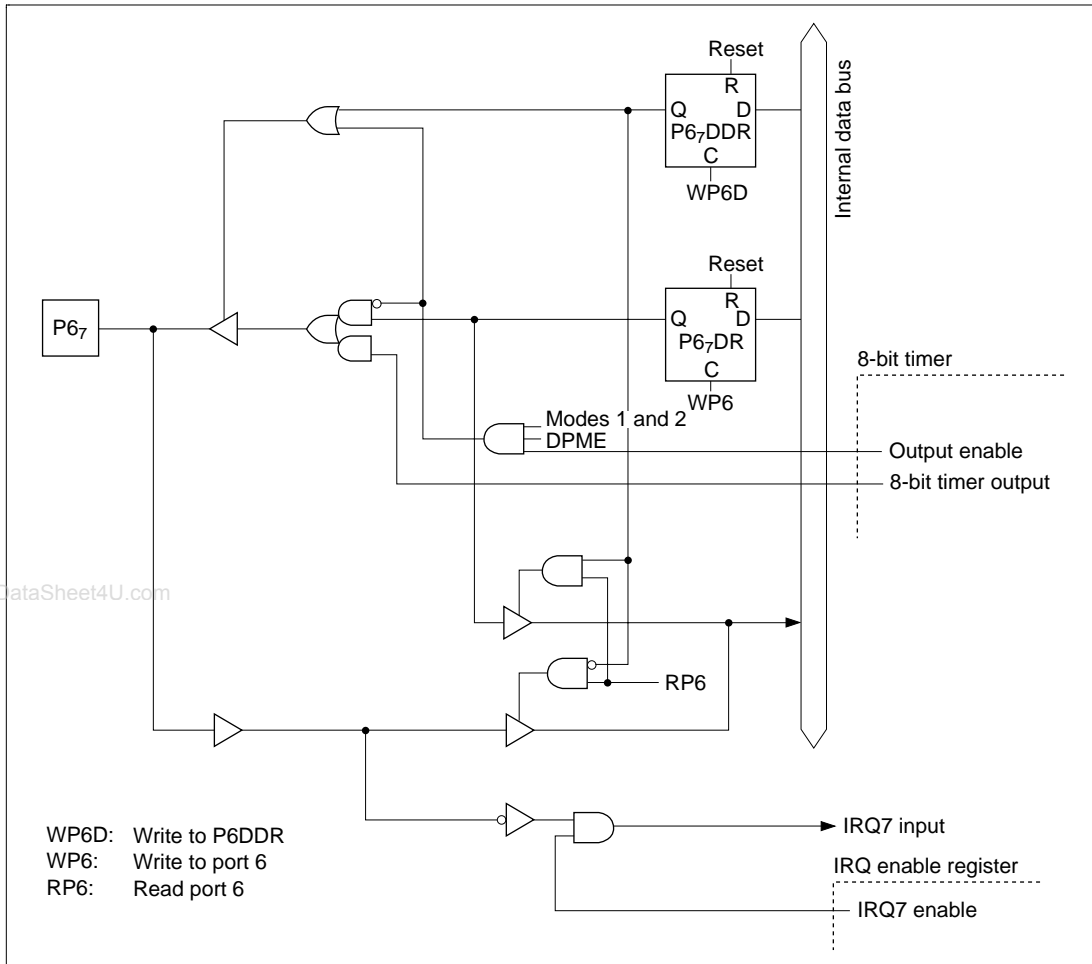 Reset
R
Q D
P6₇DDR
C
WP6D
Internal data bus
Reset
R
Q D
P6₇DR
C
WP6
P6₇
8-bit timer
Modes 1 and 2
DPME
Output enable
8-bit timer output
DataSheet4U.com
RP6
WP6D: Write to P6DDR
WP6: Write to port 6
RP6: Read port 6
IRQ7 input
IRQ enable register
IRQ7 enable